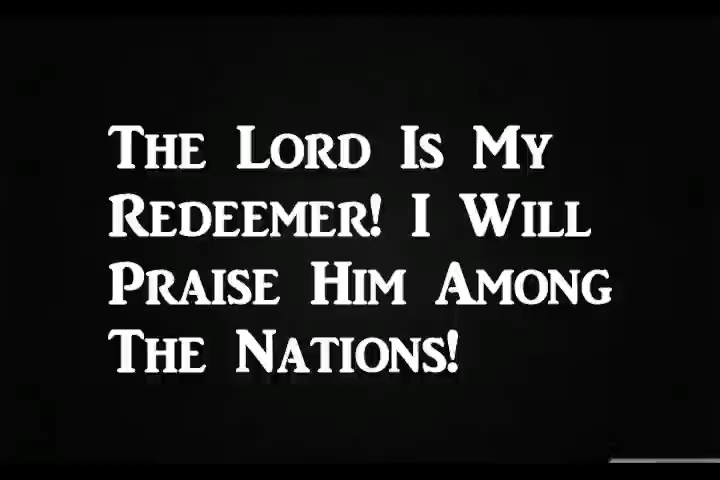 The Lord Is My
Redeemer! I Will
Praise Him Among
The Nations!